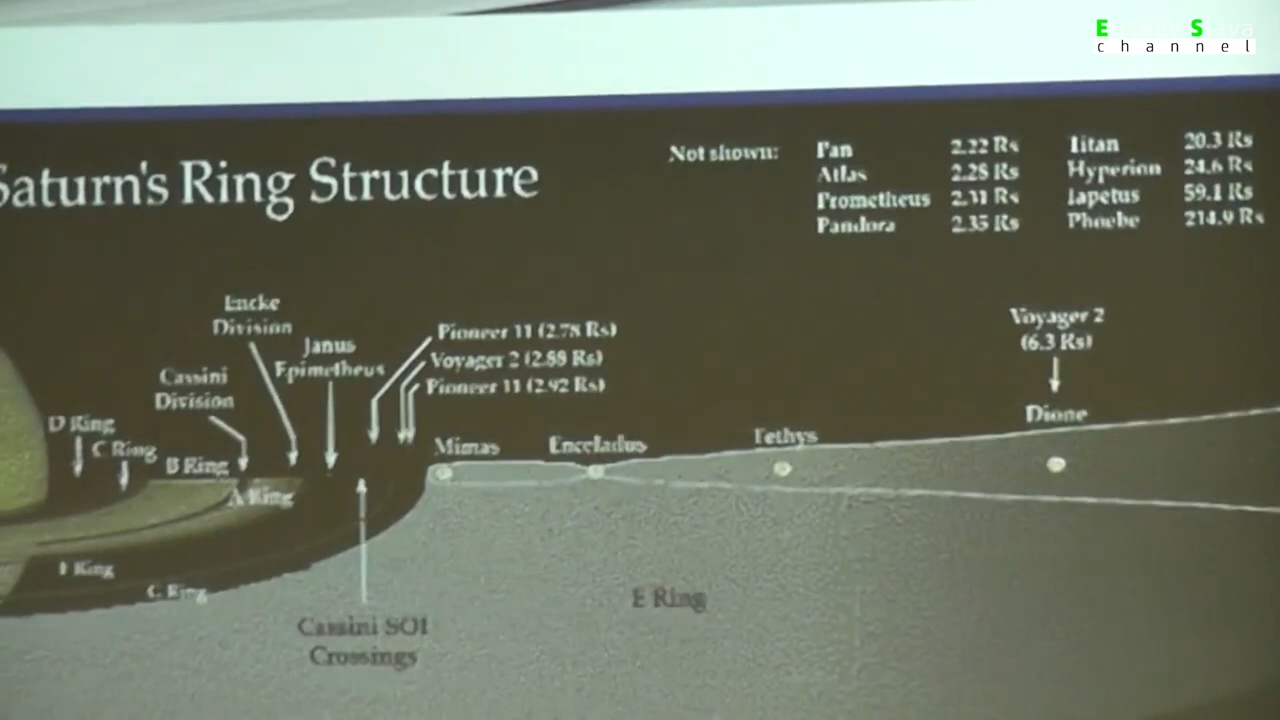 channel
Saturn's Ring Structure
Not shown:
Pan 2.22 Rs Titan 20.3 Rs
Atlas 2.28 Rs Hyperion 24.6 Rs
Prometheus 2.31 Rs Iapetus 59.1 Rs
Pandora 2.35 Rs Phoebe 214.9 Rs
Encke
Division
Janus
Epimetheus
Cassini
Division
Pioneer 11 (2.78 Rs)
Voyager 2 (2.88 Rs)
Pioneer 11 (2.92 Rs)
Voyager 2
(6.3 Rs)
D Ring
C Ring
B Ring
A Ring
Mimas
Enceladus
Tethys
Dione
F Ring
G Ring
Cassini SOI
Crossings
E Ring